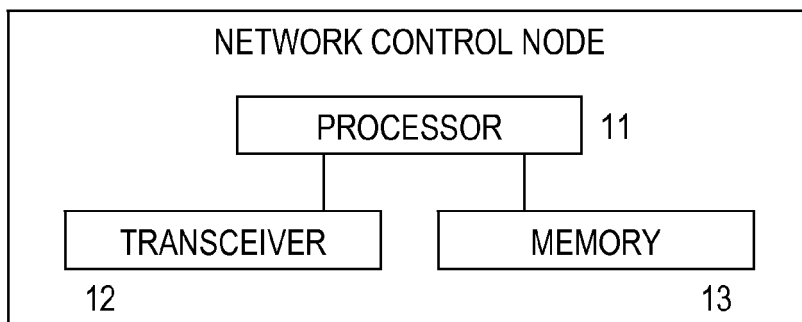 NETWORK CONTROL NODE
PROCESSOR 11
TRANSCEIVER MEMORY
12 13